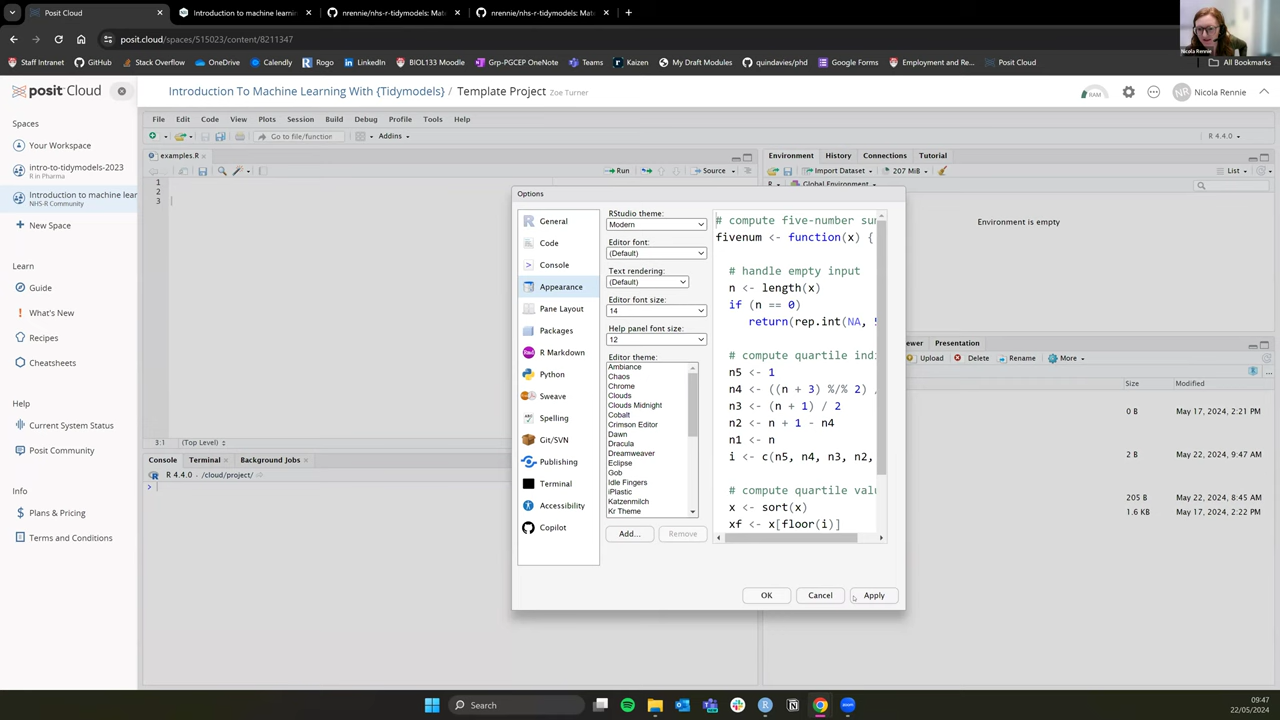 Posit Cloud
Introduction to machine learnin
nrennie/nhs-r-tidymodels: Mate
nrennie/nhs-r-tidymodels: Mate
posit.cloud/spaces/515023/content/8211347
Staff Intranet
GitHub
Stack Overflow
OneDrive
Calendly
Rogo
LinkedIn
BIOL133 Moodle
Grp-PCEP OneNote
Teams
Kaizen
My Draft Modules
quindavies/phd
Google Forms
Employment and Re...
Posit Cloud
All Bookmarks
Nicola Rennie
posit Cloud
Introduction To Machine Learning With {Tidymodels} / Template Project Zoe Turner
RAM
NR
Nicola Rennie
Spaces
Your Workspace
intro-to-tidymodels-2023
R in Pharma
Introduction to machine lear
NHS-R Community
New Space
Learn
Guide
What's New
Recipes
Cheatsheets
Help
Current System Status
Posit Community
Info
Plans & Pricing
Terms and Conditions
File Edit Code View Plots Session Build Debug Profile Tools Help
Go to file/function
Addins
R 4.4.0
examples.R
Run
Source
1
2
3
3:1
(Top Level)
Console Terminal Background Jobs
R 4.4.0 · /cloud/project/
>
Environment History Connections Tutorial
Import Dataset
207 MiB
List
R
Global Environment
Environment is empty
ewer Presentation
Upload Delete Rename More
Size Modified
0 B May 17, 2024, 2:21 PM
2 B May 22, 2024, 9:47 AM
205 B May 22, 2024, 8:45 AM
1.6 KB May 17, 2024, 2:22 PM
Options
General
Code
Console
Appearance
Pane Layout
Packages
R Markdown
Python
Sweave
Spelling
Git/SVN
Publishing
Terminal
Accessibility
Copilot
RStudio theme:
Modern
Editor font:
(Default)
Text rendering:
(Default)
Editor font size:
14
Help panel font size:
12
Editor theme:
Ambiance
Chaos
Chrome
Clouds
Clouds Midnight
Cobalt
Crimson Editor
Dawn
Dracula
Dreamweaver
Eclipse
Gob
Idle Fingers
iPlastic
Katzenmilch
Kr Theme
Add...
Remove
# compute five-number sun
fivenum <- function(x) {
# handle empty input
n <- length(x)
if (n == 0)
return(rep.int(NA, 5
# compute quartile indi
n5 <- 1
n4 <- ((n + 3) %/% 2) /
n3 <- (n + 1) / 2
n2 <- n + 1 - n4
n1 <- n
i <- c(n5, n4, n3, n2,
# compute quartile valu
x <- sort(x)
xf <- x[floor(i)]
OK
Cancel
Apply
Search
09:47
22/05/2024